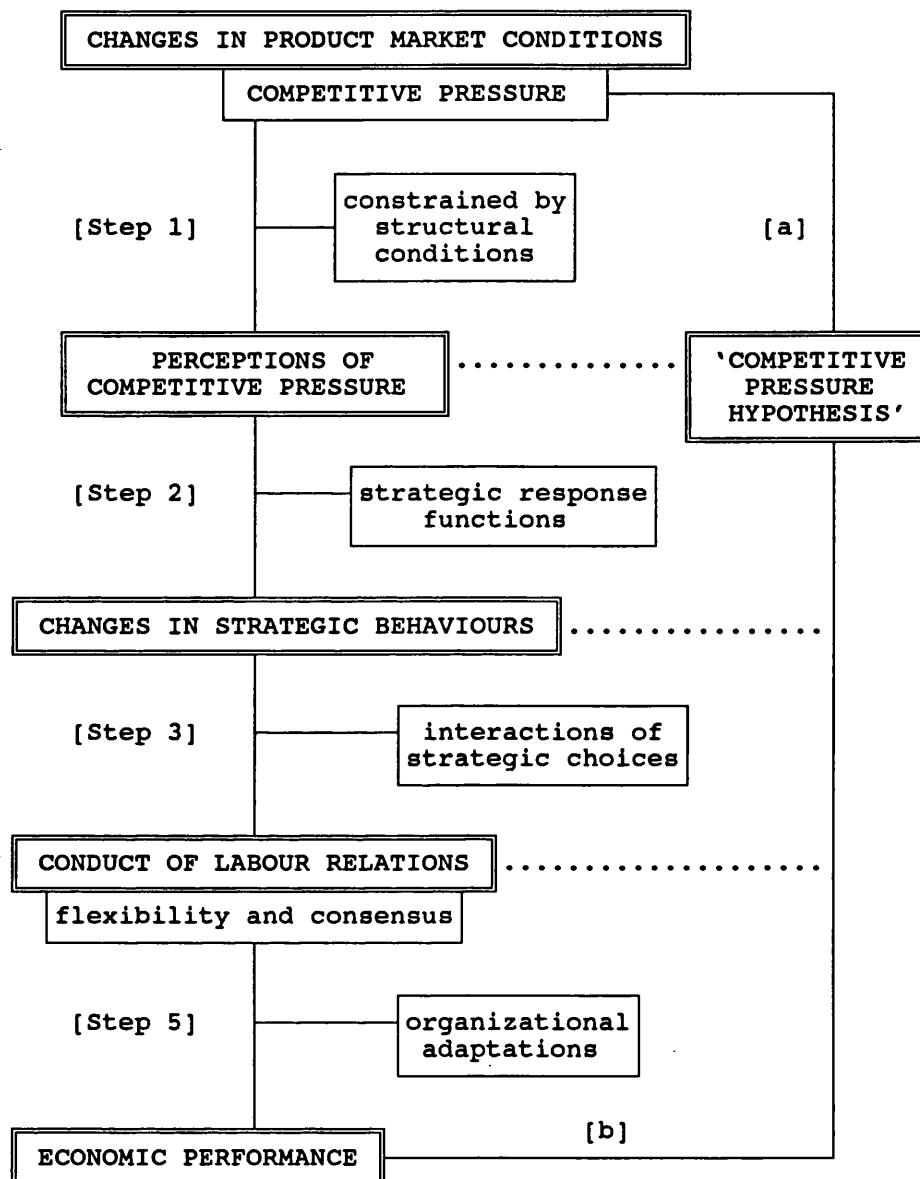 CHANGES IN PRODUCT MARKET CONDITIONS
COMPETITIVE PRESSURE
[Step 1]
constrained by
structural
conditions
[a]
PERCEPTIONS OF
COMPETITIVE PRESSURE
..............
‘COMPETITIVE
PRESSURE
HYPOTHESIS’
[Step 2]
strategic response
functions
CHANGES IN STRATEGIC BEHAVIOURS
................
[Step 3]
interactions of
strategic choices
CONDUCT OF LABOUR RELATIONS
....................
flexibility and consensus
[Step 5]
organizational
adaptations
[b]
ECONOMIC PERFORMANCE